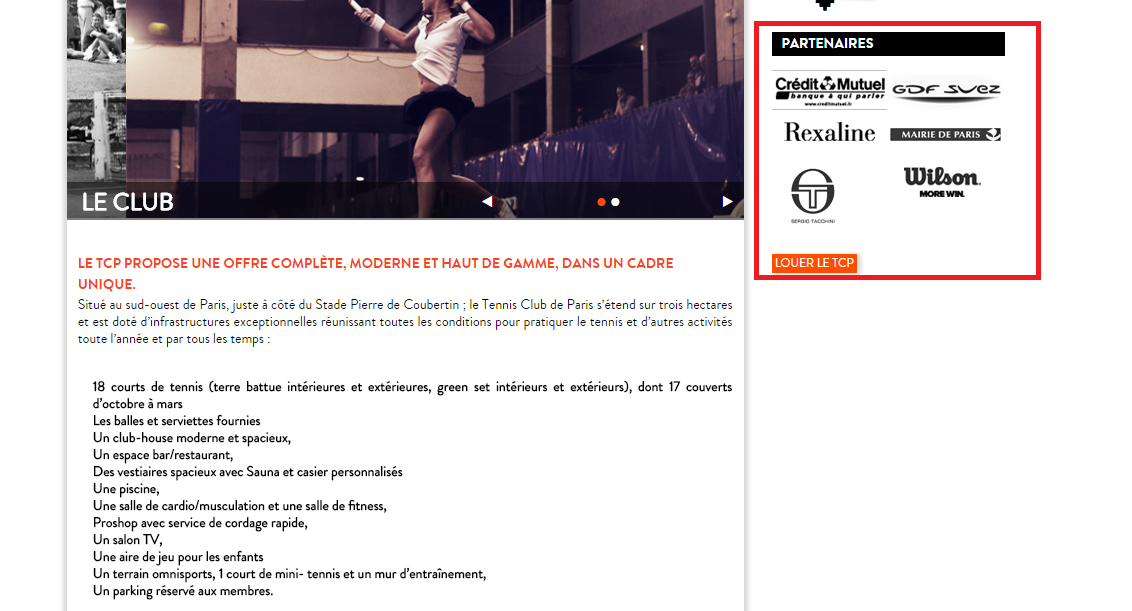 LE CLUB
LE TCP PROPOSE UNE OFFRE COMPLÈTE, MODERNE ET HAUT DE GAMME, DANS UN CADRE
UNIQUE.
Situé au sud-ouest de Paris, juste à côté du Stade Pierre de Coubertin ; le Tennis Club de Paris s’étend sur trois hectares
et est doté d’infrastructures exceptionnelles réunissant toutes les conditions pour pratiquer le tennis et d’autres activités
toute l’année et par tous les temps :
18 courts de tennis (terre battue intérieures et extérieures, green set intérieurs et extérieurs), dont 17 couverts
d’octobre à mars
Les balles et serviettes fournies
Un club-house moderne et spacieux,
Un espace bar/restaurant,
Des vestiaires spacieux avec Sauna et casier personnalisés
Une piscine,
Une salle de cardio/musculation et une salle de fitness,
Proshop avec service de cordage rapide,
Un salon TV,
Une aire de jeu pour les enfants
Un terrain omnisports, 1 court de mini- tennis et un mur d’entraînement,
Un parking réservé aux membres.
PARTENAIRES
Crédit Mutuel
banque à qui parler
www.creditmutuel.fr
GDF SUEZ
Rexaline
MAIRIE DE PARIS
SERGIO TACCHINI
Wilson.
MORE WIN.
LOUER LE TCP